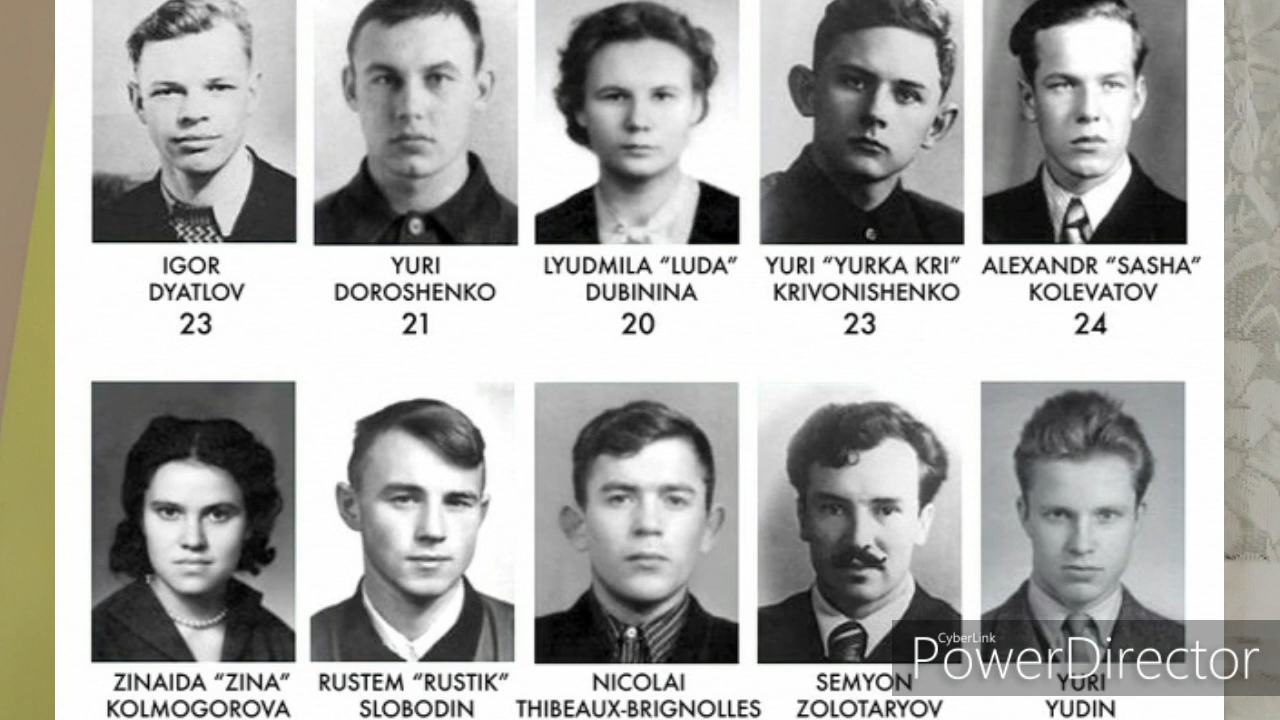 IGOR
DYATLOV
23
YURI
DOROSHENKO
21
LYUDMILA “LUDA”
DUBININA
20
YURI “YURKA KRI”
KRIVONISHENKO
23
ALEXANDR “SASHA”
KOLEVATOV
24
ZINAIDA “ZINA”
KOLMOGOROVA
RUSTEM “RUSTIK”
SLOBODIN
NICOLAI
THIBEAUX-BRIGNOLLES
SEMYON
ZOLOTARYOV
YURI
YUDIN
CyberLink
PowerDirector